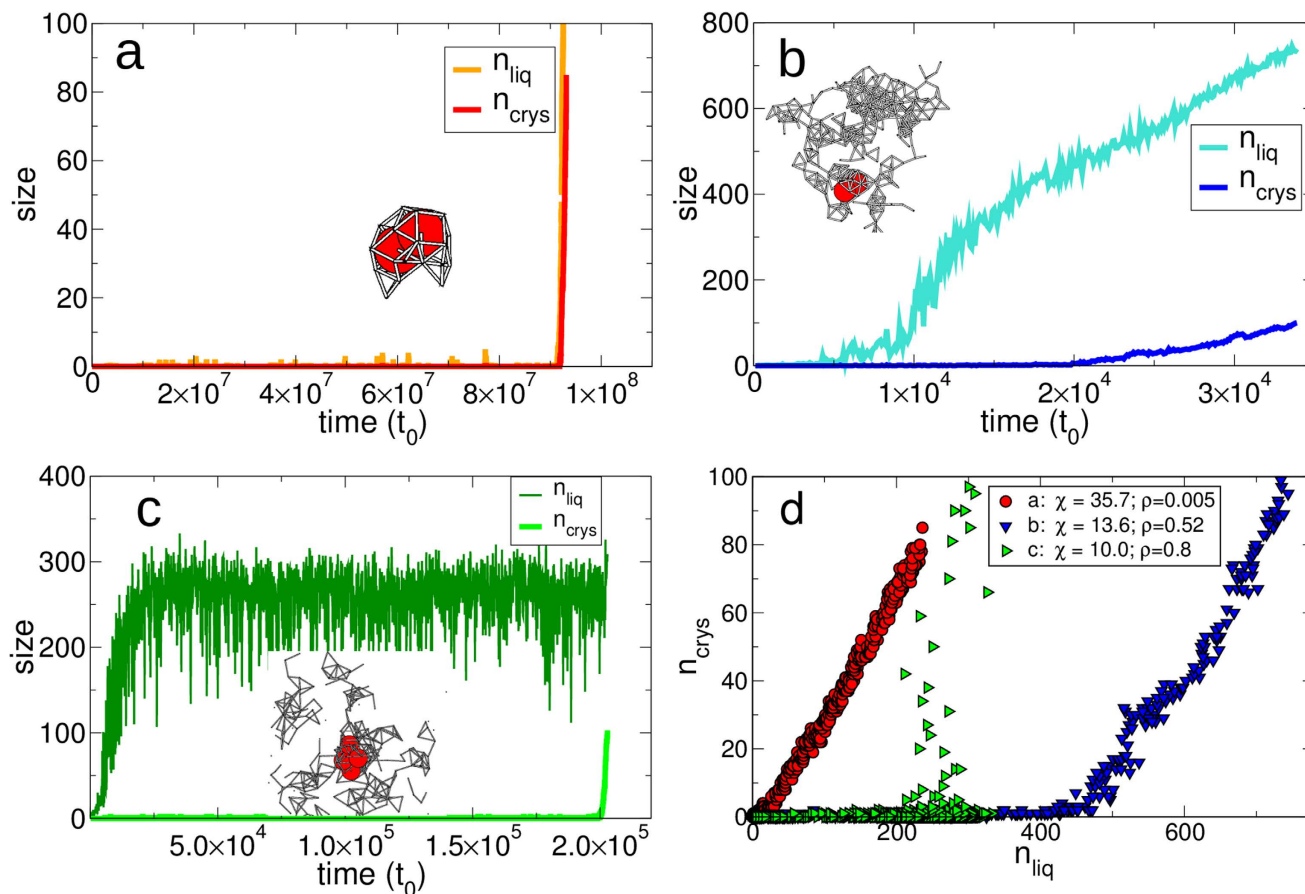 a
100
80
60
40
20
0
size
n_liq
n_crys
0
2×10^7
4×10^7
6×10^7
8×10^7
1×10^8
time (t_0)
b
800
600
400
200
0
size
n_liq
n_crys
0
1×10^4
2×10^4
3×10^4
time (t_0)
c
400
300
200
100
0
size
n_liq
n_crys
5.0×10^4
1.0×10^5
1.5×10^5
2.0×10^5
time (t_0)
d
100
80
60
40
20
0
n_crys
a: χ = 35.7; ρ=0.005
b: χ = 13.6; ρ=0.52
c: χ = 10.0; ρ=0.8
0
200
400
600
n_liq